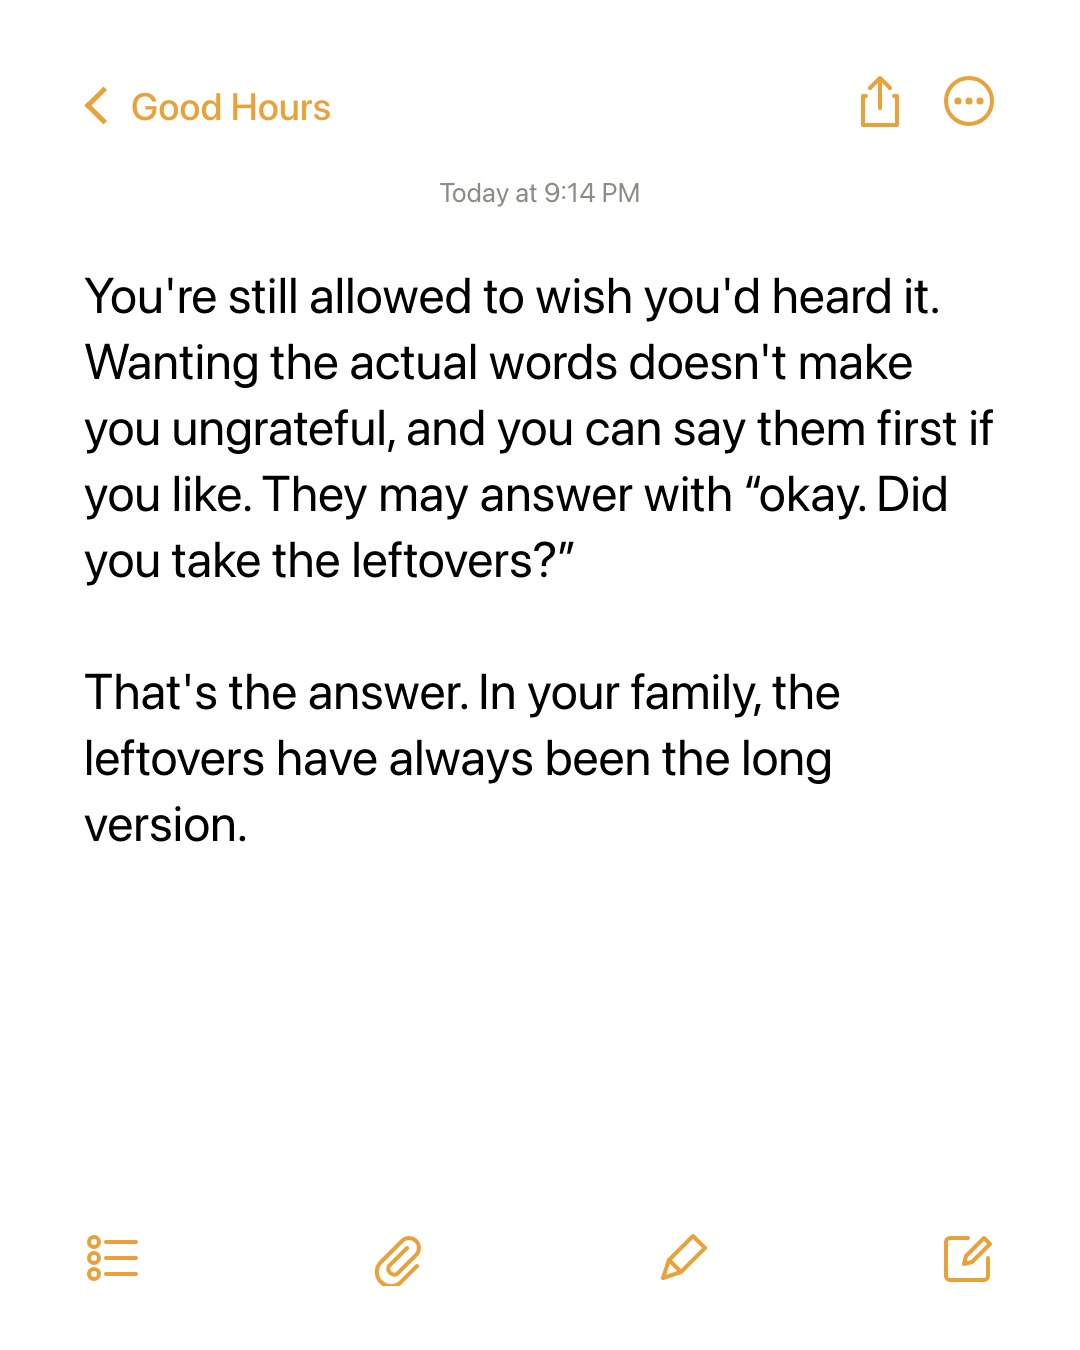 Good Hours
Today at 9:14 PM
You're still allowed to wish you'd heard it.
Wanting the actual words doesn't make
you ungrateful, and you can say them first if
you like. They may answer with “okay. Did
you take the leftovers?”
That's the answer. In your family, the
leftovers have always been the long
version.